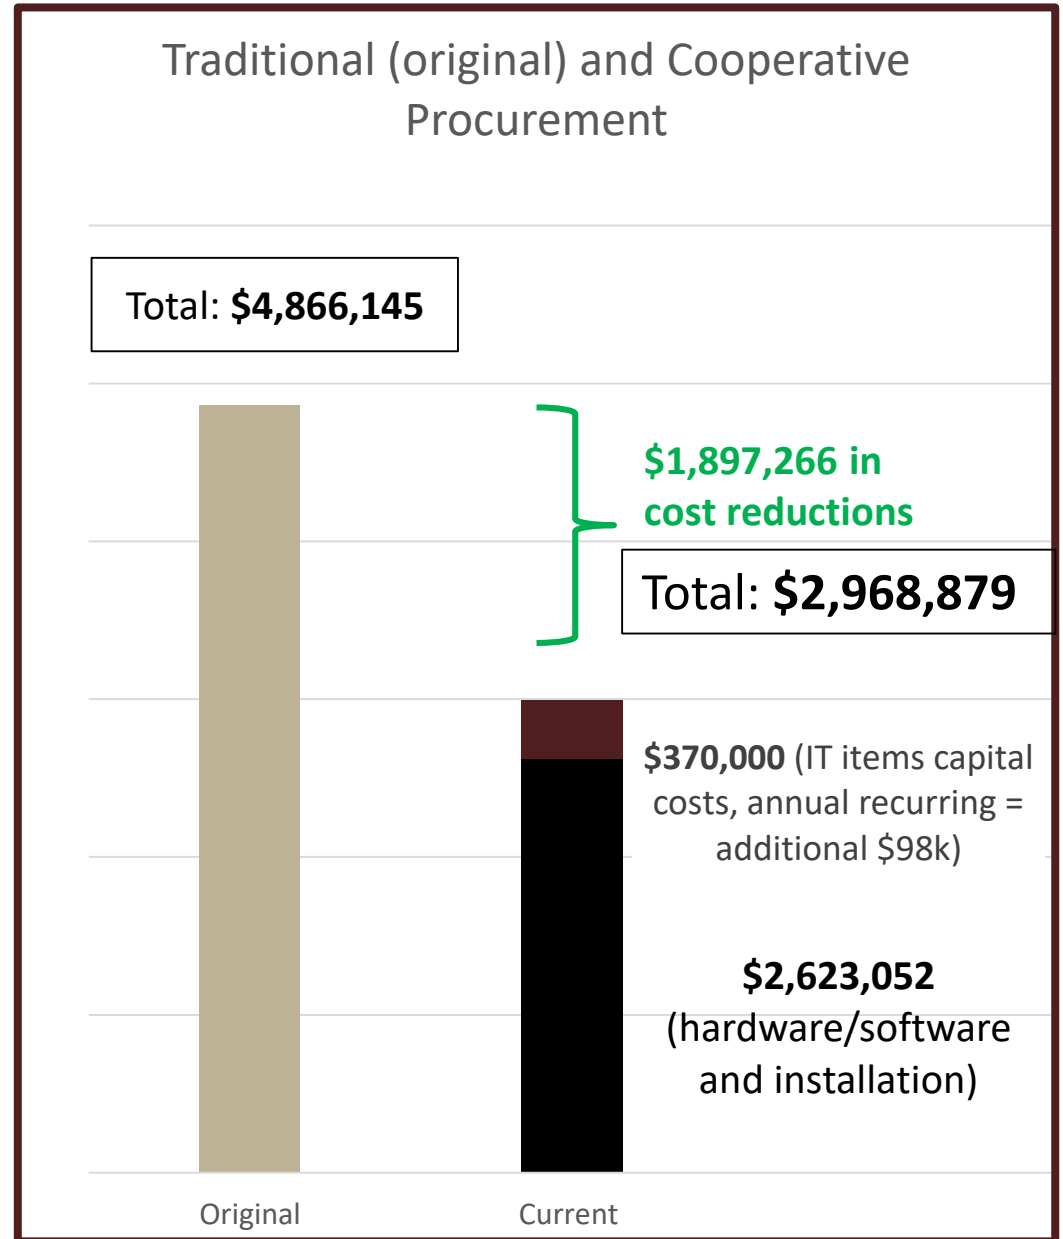 Traditional (original) and Cooperative
Procurement
Total: $4,866,145
$1,897,266 in
cost reductions
Total: $2,968,879
$370,000 (IT items capital
costs, annual recurring =
additional $98k)
$2,623,052
(hardware/software
and installation)
Original
Current